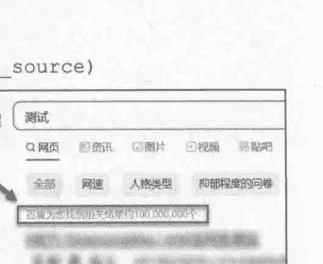 _source)
测试
网页 资讯 图片 视频 贴吧
全部 网速 人格类型 抑郁程度的问卷
百度为您找到相关结果约100,000,000个